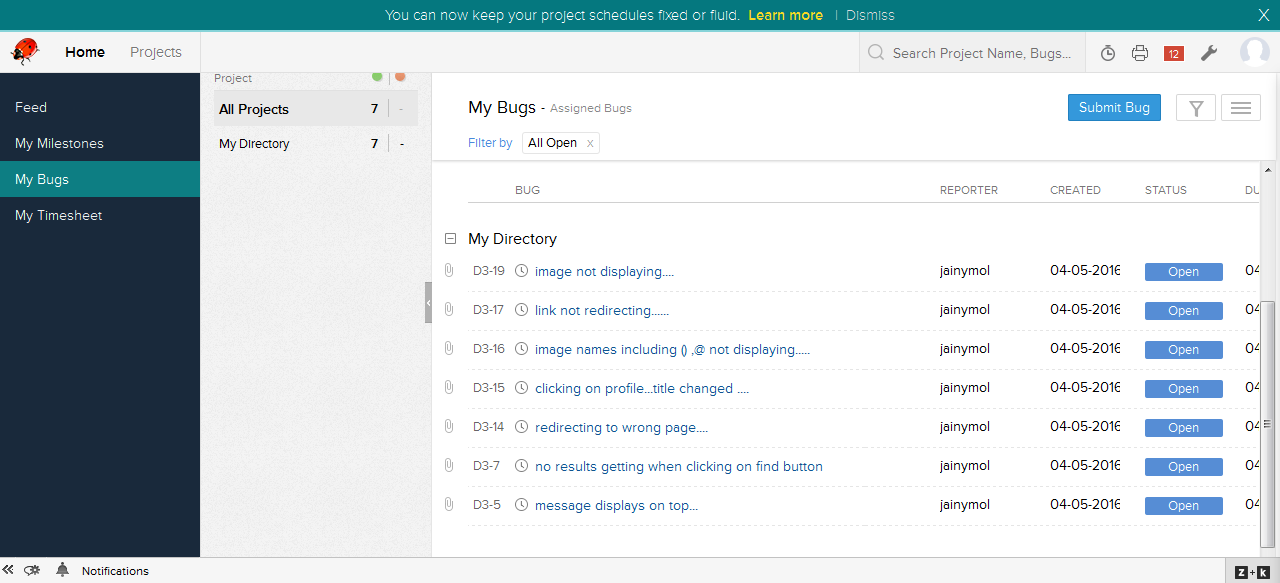 You can now keep your project schedules fixed or fluid. Learn more | Dismiss X
Home Projects Search Project Name, Bugs... 12
Feed
My Milestones
My Bugs
My Timesheet
Project
All Projects 7 -
My Directory 7 -
My Bugs - Assigned Bugs Submit Bug
Filter by All Open x
BUG REPORTER CREATED STATUS DU
My Directory
D3-19 image not displaying.... jainymol 04-05-2016 Open 04
D3-17 link not redirecting...... jainymol 04-05-2016 Open 04
D3-16 image names including () ,@ not displaying..... jainymol 04-05-2016 Open 04
D3-15 clicking on profile...title changed .... jainymol 04-05-2016 Open 04
D3-14 redirecting to wrong page.... jainymol 04-05-2016 Open 04
D3-7 no results getting when clicking on find button jainymol 04-05-2016 Open 04
D3-5 message displays on top... jainymol 04-05-2016 Open 04
Notifications
z + k